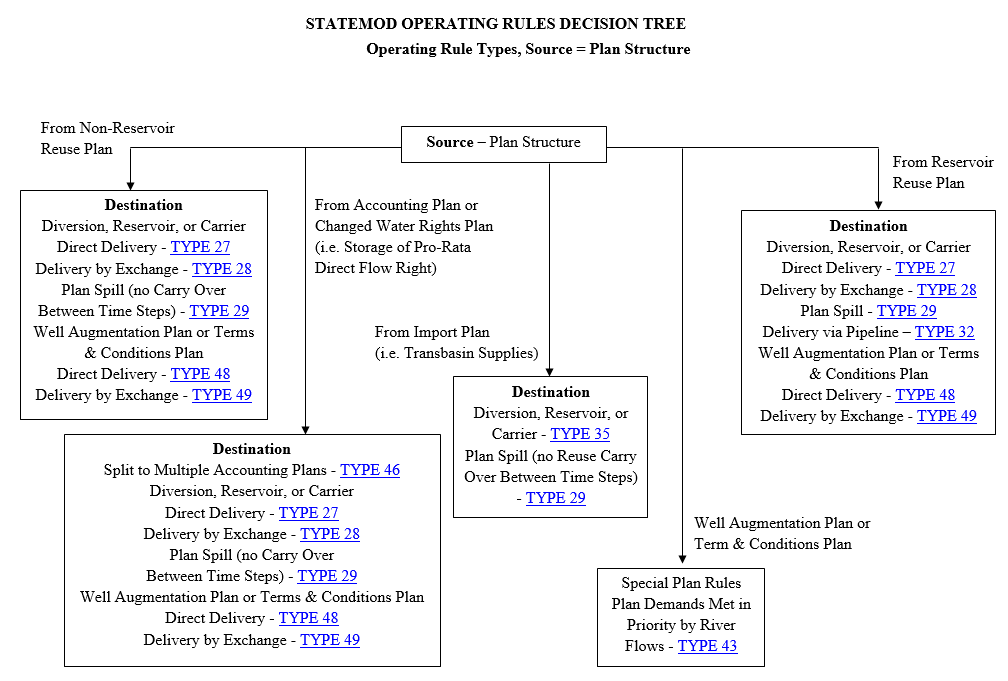 STATEMOD OPERATING RULES DECISION TREE
Operating Rule Types, Source = Plan Structure
Source – Plan Structure
From Non-Reservoir
Reuse Plan
Destination
Diversion, Reservoir, or Carrier
Direct Delivery - TYPE 27
Delivery by Exchange - TYPE 28
Plan Spill (no Carry Over
Between Time Steps) - TYPE 29
Well Augmentation Plan or Terms
& Conditions Plan
Direct Delivery - TYPE 48
Delivery by Exchange - TYPE 49
From Accounting Plan or
Changed Water Rights Plan
(i.e. Storage of Pro-Rata
Direct Flow Right)
Destination
Split to Multiple Accounting Plans - TYPE 46
Diversion, Reservoir, or Carrier
Direct Delivery - TYPE 27
Delivery by Exchange - TYPE 28
Plan Spill (no Carry Over
Between Time Steps) - TYPE 29
Well Augmentation Plan or Terms & Conditions Plan
Direct Delivery - TYPE 48
Delivery by Exchange - TYPE 49
From Import Plan
(i.e. Transbasin Supplies)
Destination
Diversion, Reservoir, or
Carrier - TYPE 35
Plan Spill (no Reuse Carry
Over Between Time Steps)
- TYPE 29
Well Augmentation Plan or
Term & Conditions Plan
Special Plan Rules
Plan Demands Met in
Priority by River
Flows - TYPE 43
From Reservoir
Reuse Plan
Destination
Diversion, Reservoir, or Carrier
Direct Delivery - TYPE 27
Delivery by Exchange - TYPE 28
Plan Spill - TYPE 29
Delivery via Pipeline – TYPE 32
Well Augmentation Plan or Terms
& Conditions Plan
Direct Delivery - TYPE 48
Delivery by Exchange - TYPE 49